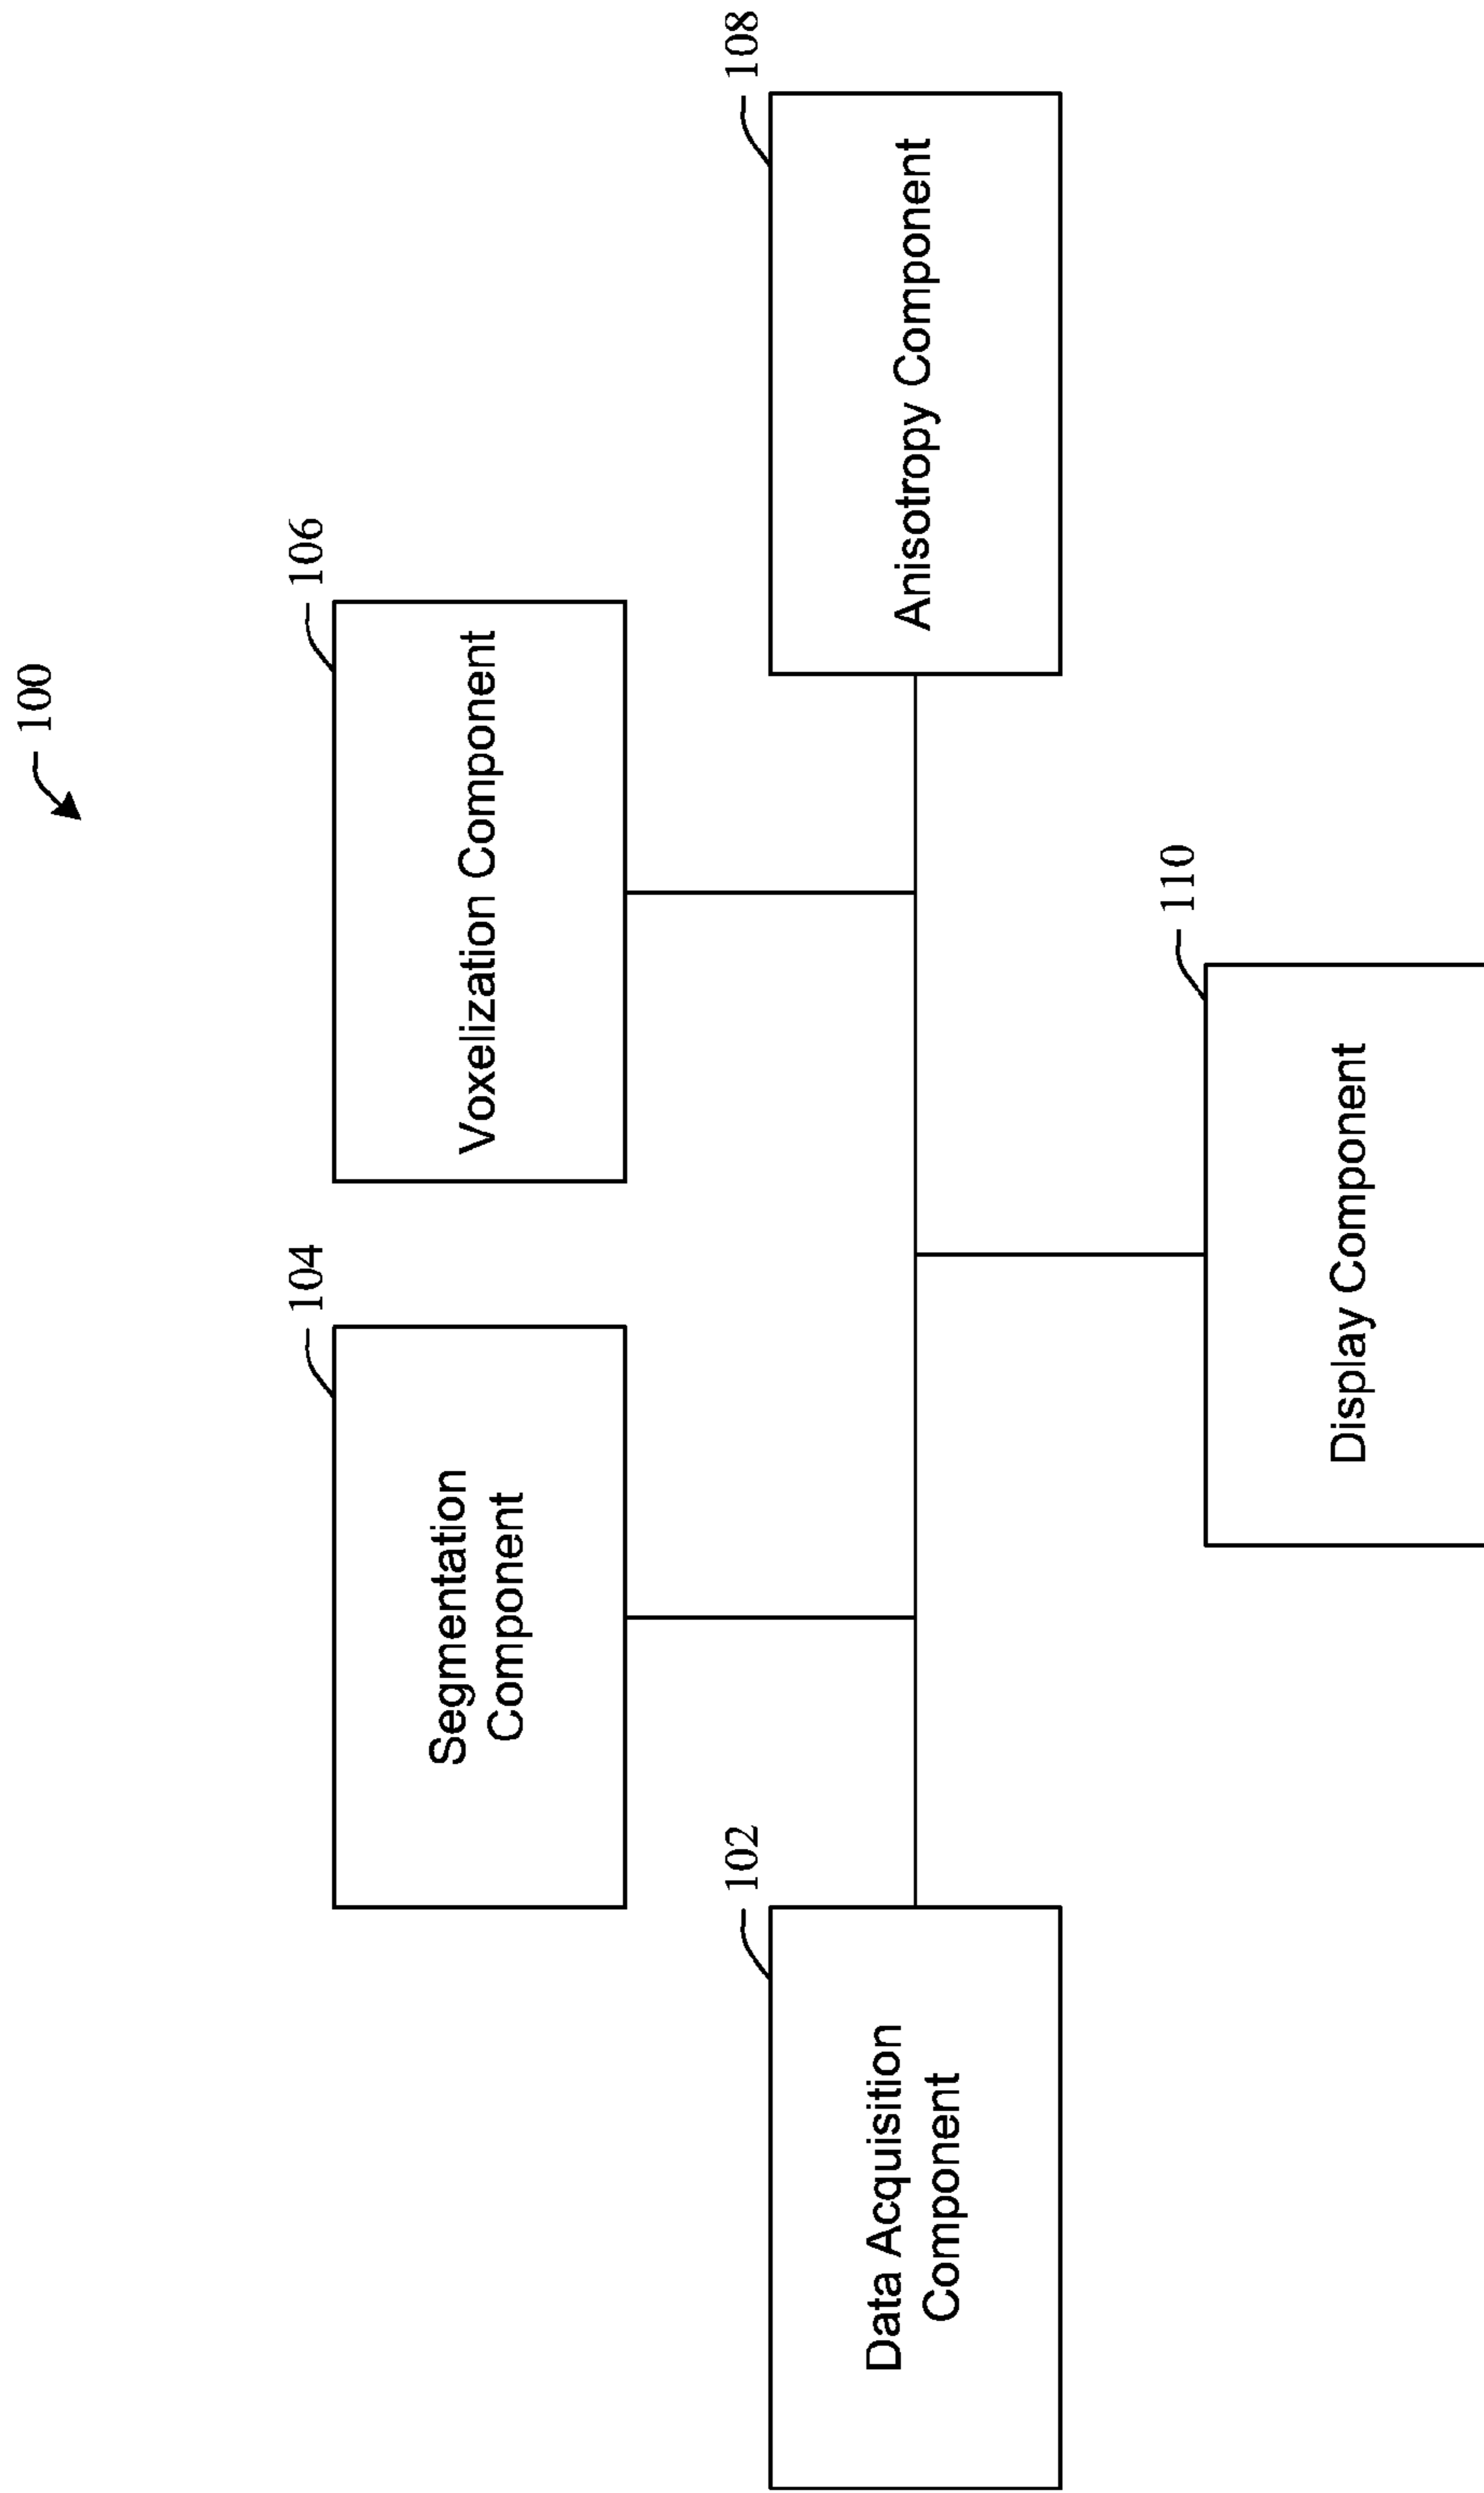 100
104
Segmentation
Component
106
Voxelization Component
102
Data Acquisition
Component
108
Anisotropy Component
110
Display Component